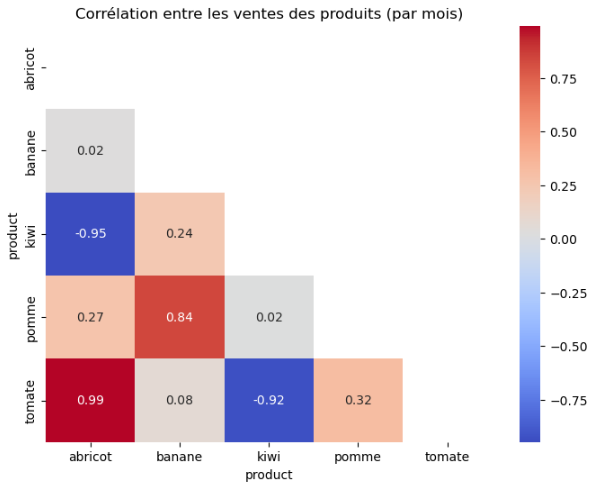 Corrélation entre les ventes des produits (par mois)
abricot
banane
kiwi
pomme
tomate
product
0.02
-0.95 0.24
0.27 0.84 0.02
0.99 0.08 -0.92 0.32
abricot banane kiwi pomme tomate
product
0.75
0.50
0.25
0.00
−0.25
−0.50
−0.75